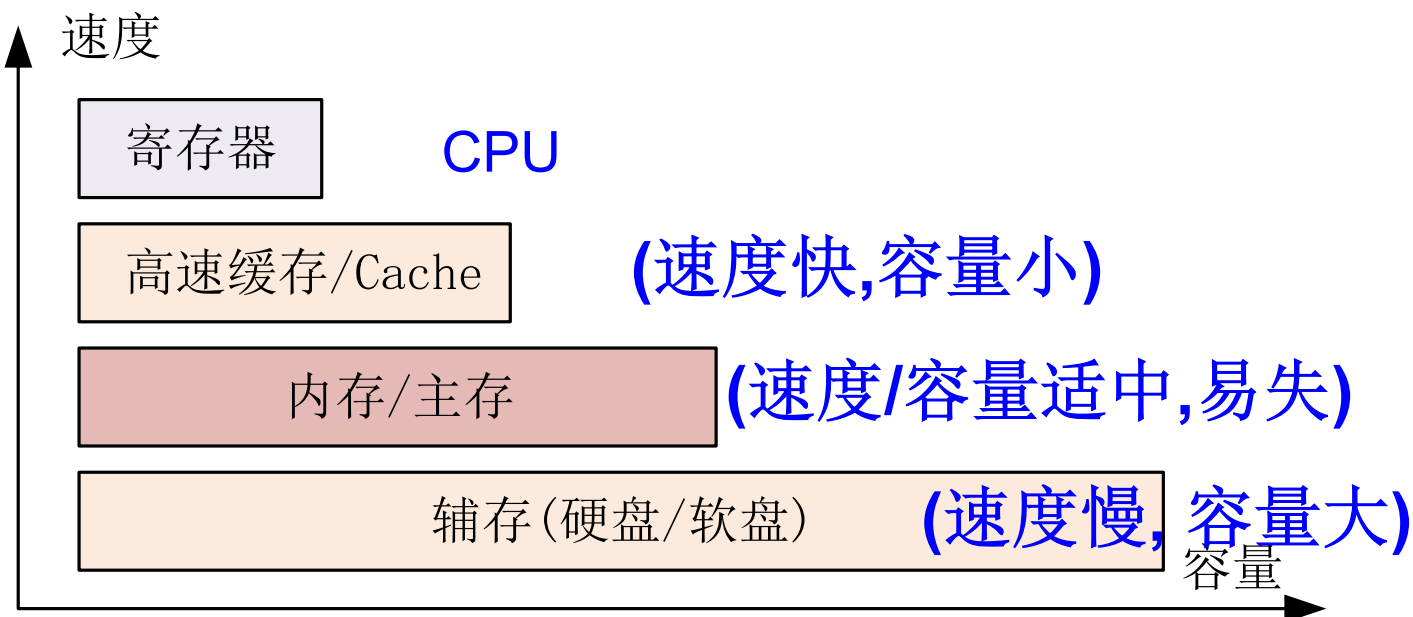 速度
寄存器 CPU
高速缓存/Cache (速度快,容量小)
内存/主存 (速度/容量适中,易失)
辅存(硬盘/软盘) (速度慢, 容量大)
容量